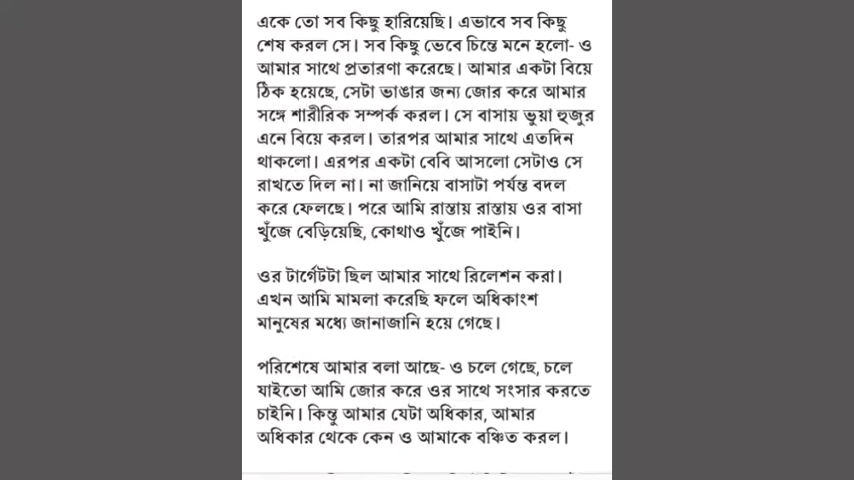 একে তো সব কিছু হারিয়েছি। এভাবে সব কিছু
শেষ করল সে। সব কিছু ভেবে চিন্তে মনে হলো- ও
আমার সাথে প্রতারণা করেছে। আমার একটা বিয়ে
ঠিক হয়েছে, সেটা ভাঙার জন্য জোর করে আমার
সঙ্গে শারীরিক সম্পর্ক করল। সে বাসায় ভুয়া হুজুর
এনে বিয়ে করল। তারপর আমার সাথে এতদিন
থাকলো। এরপর একটা বেবি আসলো সেটাও সে
রাখতে দিল না। না জানিয়ে বাসাটা পর্যন্ত বদল
করে ফেলছে। পরে আমি রাস্তায় রাস্তায় ওর বাসা
খুঁজে বেড়িয়েছি, কোথাও খুঁজে পাইনি।
ওর টার্গেটটা ছিল আমার সাথে রিলেশন করা।
এখন আমি মামলা করেছি ফলে অধিকাংশ
মানুষের মধ্যে জানাজানি হয়ে গেছে।
পরিশেষে আমার বলা আছে- ও চলে গেছে, চলে
যাইতো আমি জোর করে ওর সাথে সংসার করতে
চাইনি। কিন্তু আমার যেটা অধিকার, আমার
অধিকার থেকে কেন ও আমাকে বঞ্চিত করল।